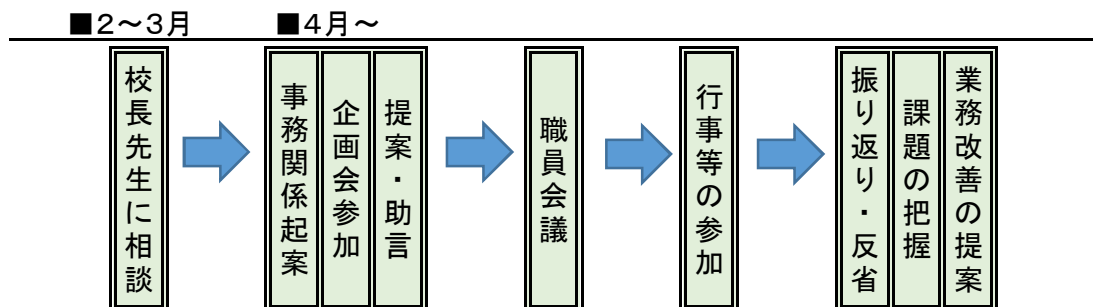 ■2～3月
■4月～
校長先生に相談
事務関係起案
企画会参加
提案・助言
職員会議
行事等の参加
振り返り・反省
課題の把握
業務改善の提案